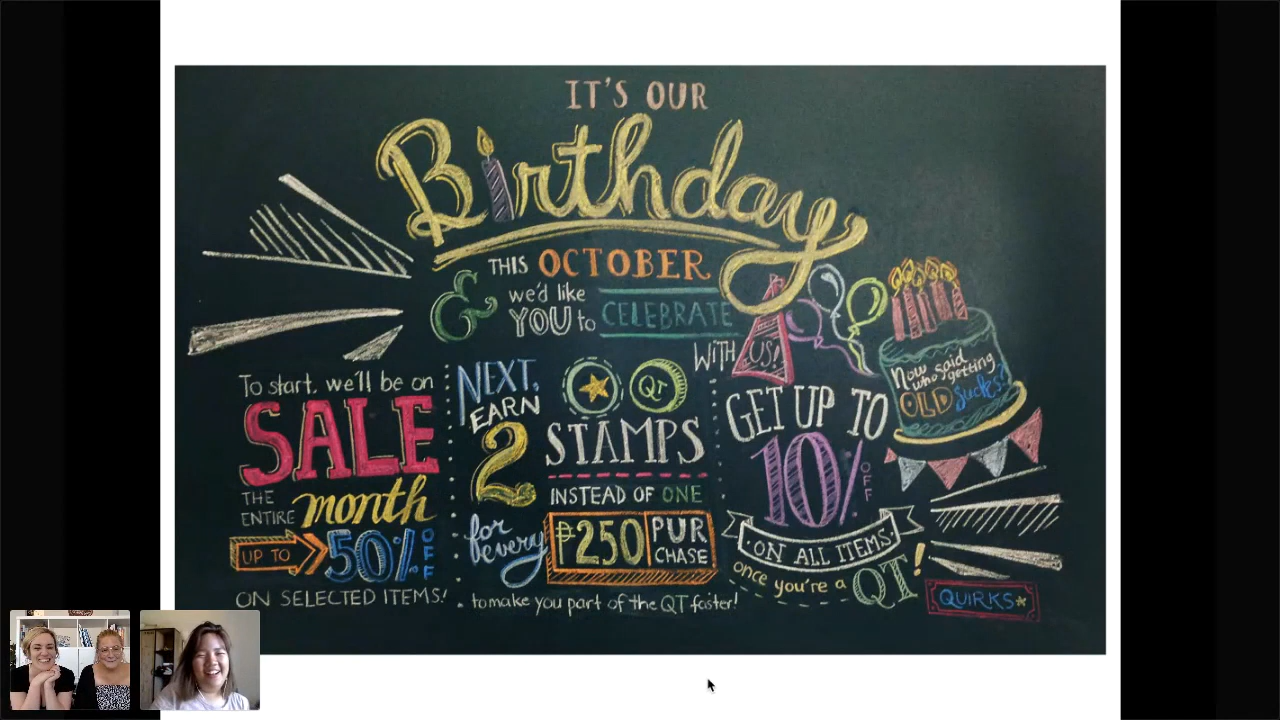 IT'S OUR
Birthday
THIS OCTOBER
& we'd like
YOU to CELEBRATE
WITH US!
To start, we'll be on
SALE
THE ENTIRE month
UP TO 50% OFF
ON SELECTED ITEMS!
NEXT,
EARN
2 STAMPS
QT
INSTEAD OF ONE
for every ₱250 PURCHASE
to make you part of the QT faster!
GET UP TO
10% OFF
ON ALL ITEMS
once you're a QT!
Now who said getting OLD sucks?
QUIRKS*